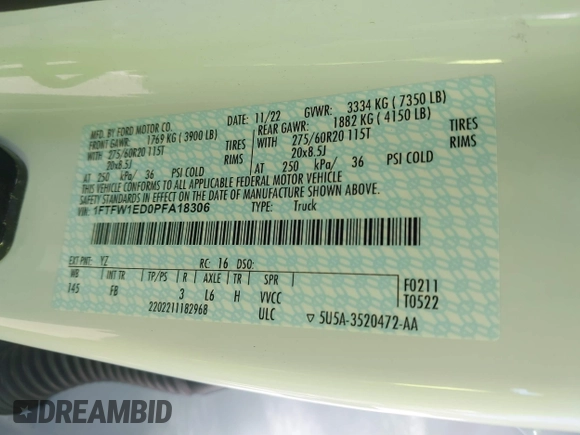 MFD. BY FORD MOTOR CO.
DATE: 11/22 GVWR: 3334 KG ( 7350 LB)
FRONT GAWR: 1769 KG ( 3900 LB) REAR GAWR: 1882 KG ( 4150 LB)
WITH 275/60R20 115T TIRES WITH 275/60R20 115T TIRES
20x8.5J RIMS 20x8.5J RIMS
AT 250 kPa/ 36 PSI COLD AT 250 kPa/ 36 PSI COLD
THIS VEHICLE CONFORMS TO ALL APPLICABLE FEDERAL MOTOR VEHICLE
SAFETY STANDARDS IN EFFECT ON THE DATE OF MANUFACTURE SHOWN ABOVE.
VIN: 1FTFW1ED0PFA18306 TYPE: Truck
EXT PNT: YZ RC: 16 DSO:
WB INT TR TP/PS R AXLE TR SPR
145 FB 3 L6 H VVCC
F0211
T0522
2202211182968 ULC ▽ 5U5A-3520472-AA
DREAMBID